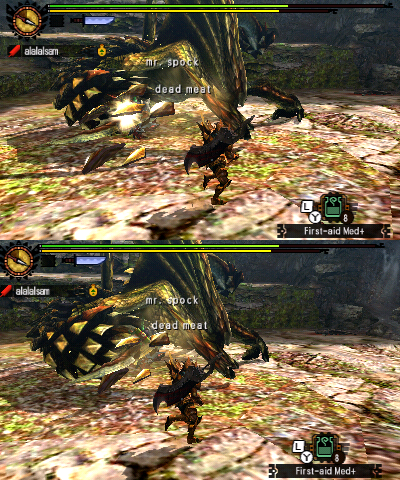 alalalsam
mr. spock
dead meat
L
Y
8
First-aid Med+
alalalsam
mr. spock
dead meat
L
Y
8
First-aid Med+